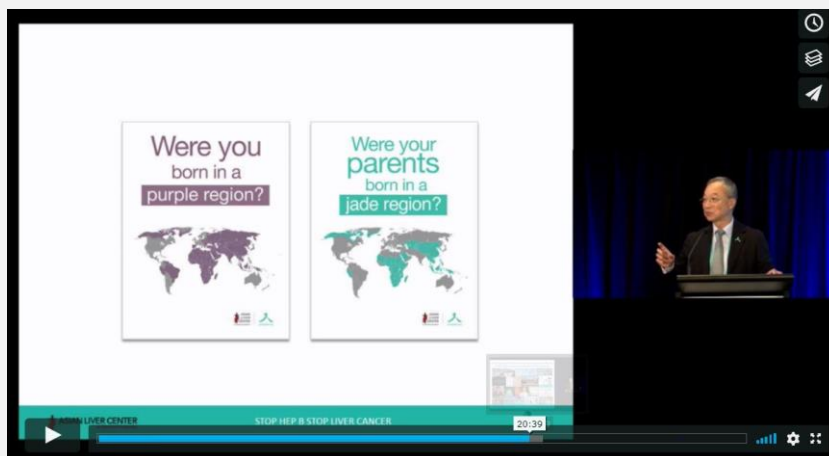 Were you
born in a
purple region?
Were your
parents
born in a
jade region?
ASIAN LIVER CENTER
STOP HEP B STOP LIVER CANCER
20:39